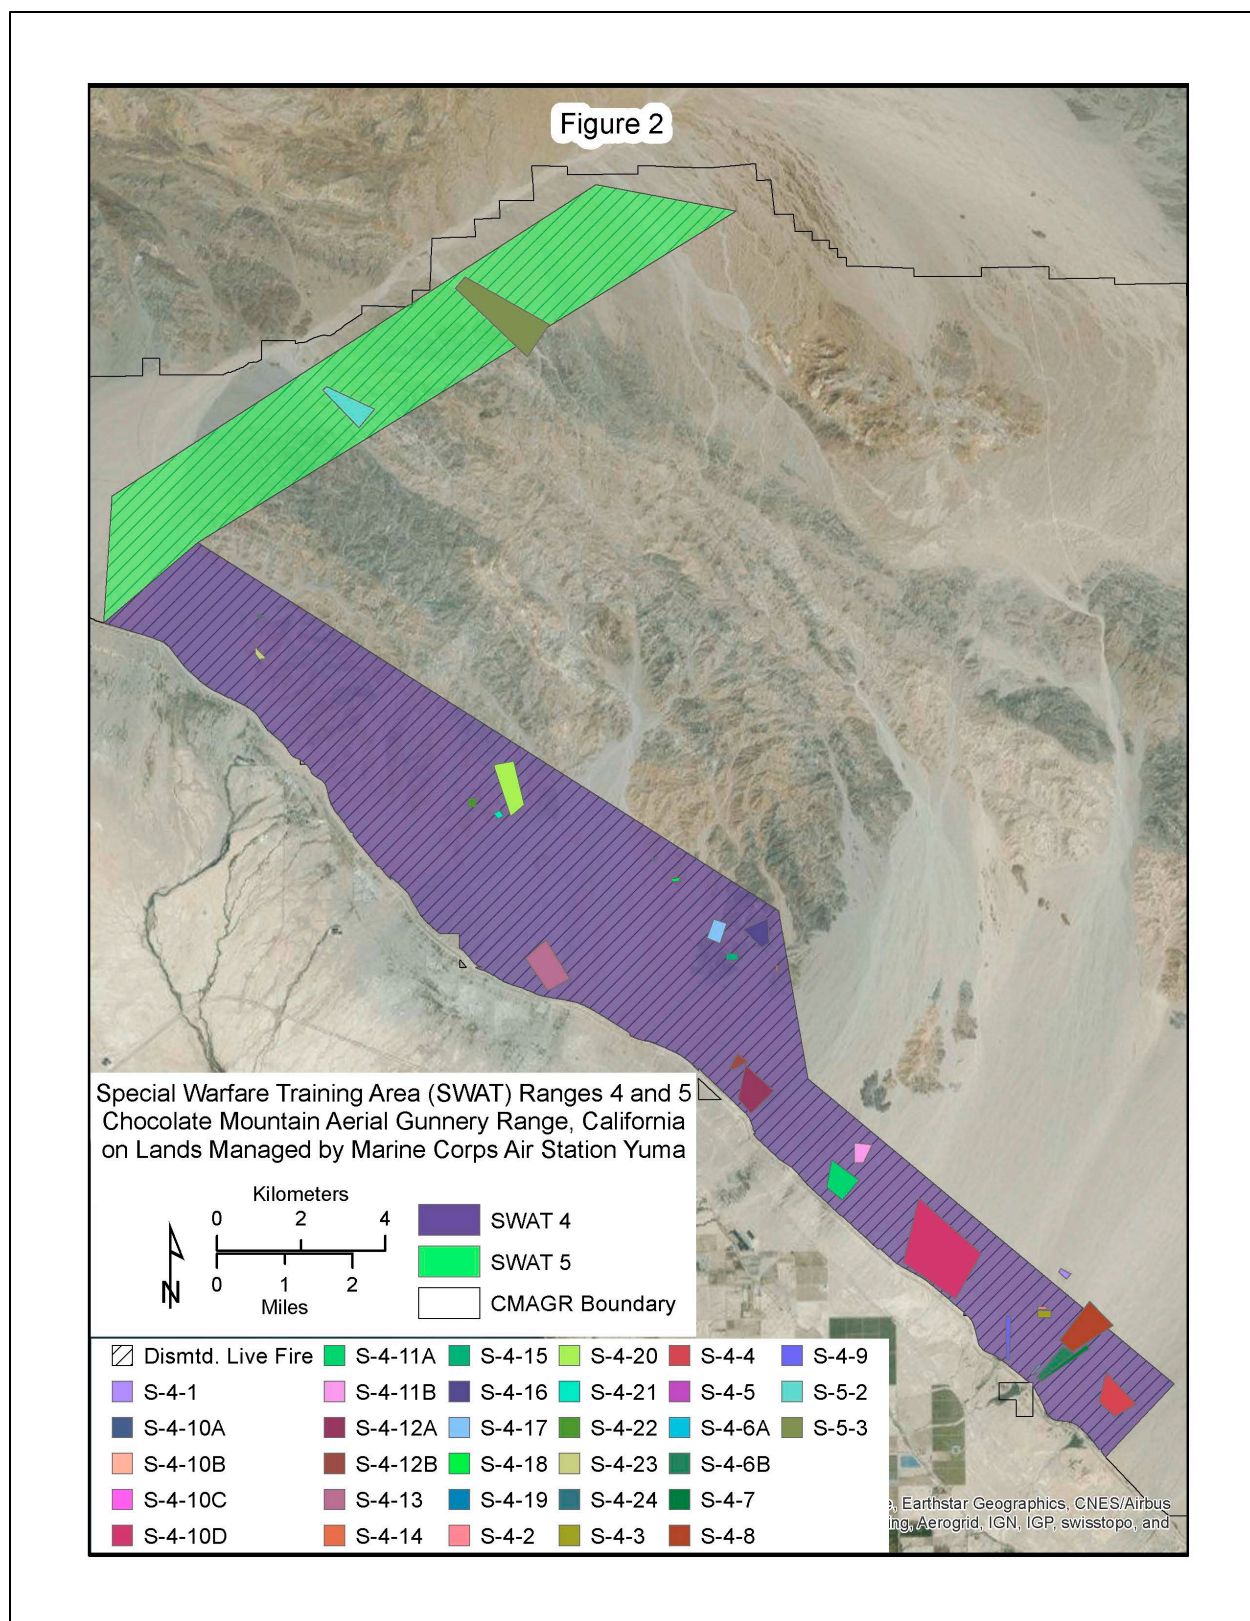 Figure 2
Special Warfare Training Area (SWAT) Ranges 4 and 5
Chocolate Mountain Aerial Gunnery Range, California
on Lands Managed by Marine Corps Air Station Yuma
Kilometers
0 2 4
0 1 2
Miles
N
SWAT 4
SWAT 5
CMAGR Boundary
Dismtd. Live Fire
S-4-1
S-4-10A
S-4-10B
S-4-10C
S-4-10D
S-4-11A
S-4-11B
S-4-12A
S-4-12B
S-4-13
S-4-14
S-4-15
S-4-16
S-4-17
S-4-18
S-4-19
S-4-2
S-4-20
S-4-21
S-4-22
S-4-23
S-4-24
S-4-3
S-4-4
S-4-5
S-4-6A
S-4-6B
S-4-7
S-4-8
S-4-9
S-5-2
S-5-3
, Earthstar Geographics, CNES/Airbus
Aerogrid, IGN, IGP, swisstopo, and